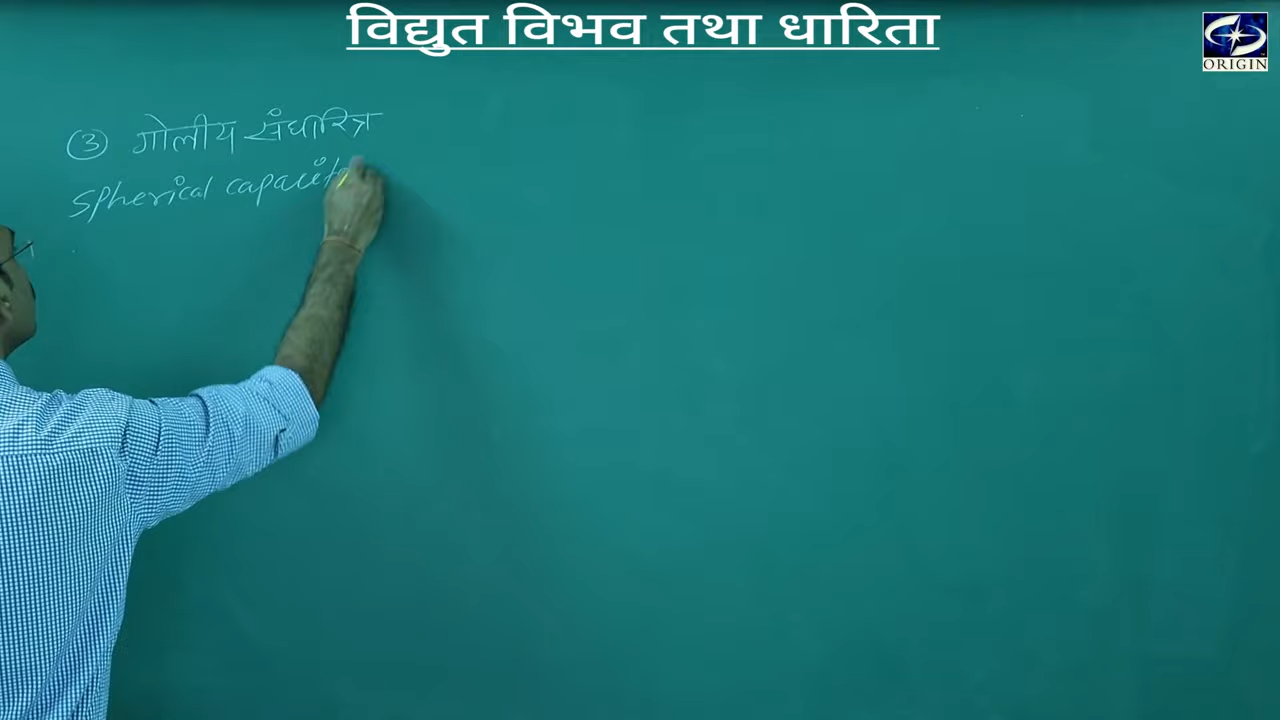 विद्युत विभव तथा धारिता
ORIGIN
③ गोलीय संधारित्र
Spherical